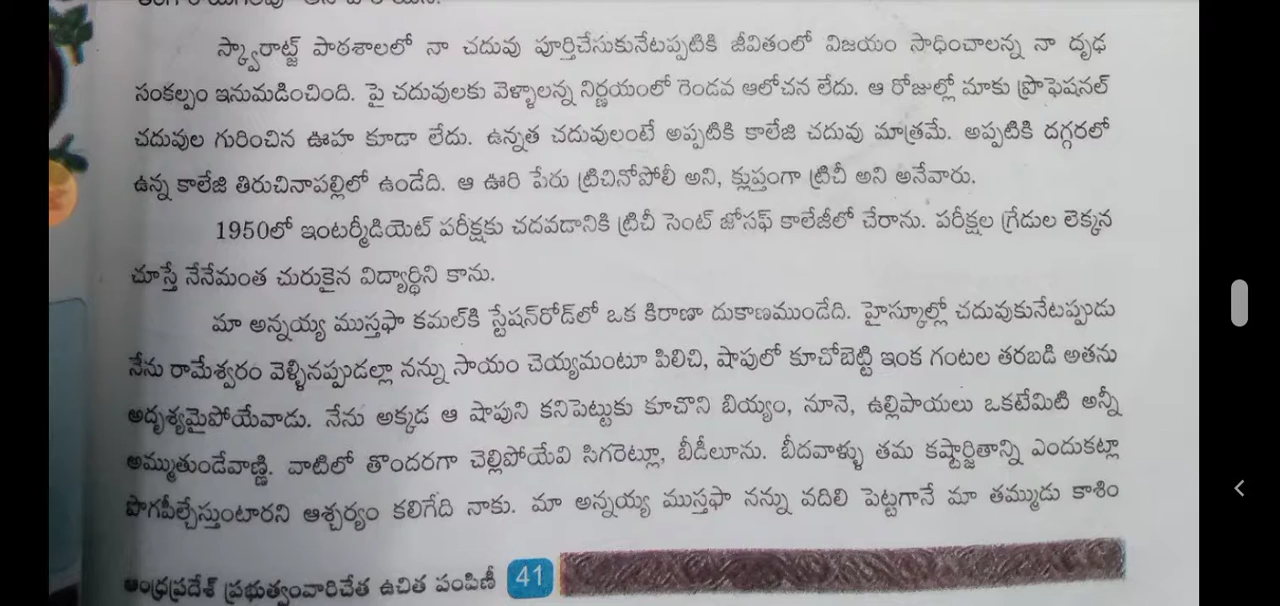 స్క్వారాట్జ్ పాఠశాలలో నా చదువు పూర్తిచేసుకునేటప్పటికి జీవితంలో విజయం సాధించాలన్న నా దృఢ
సంకల్పం ఇనుమడించింది. పై చదువులకు వెళ్ళాలన్న నిర్ణయంలో రెండవ ఆలోచన లేదు. ఆ రోజుల్లో మాకు ప్రొఫెషనల్
చదువుల గురించిన ఊహ కూడా లేదు. ఉన్నత చదువులంటే అప్పటికి కాలేజి చదువు మాత్రమే. అప్పటికి దగ్గరలో
ఉన్న కాలేజి తిరుచినాపల్లిలో ఉండేది. ఆ ఊరి పేరు ట్రిచినోపోలీ అని, క్లుప్తంగా ట్రిచీ అని అనేవారు.
1950లో ఇంటర్మీడియెట్ పరీక్షకు చదవడానికి ట్రిచీ సెంట్ జోసఫ్ కాలేజీలో చేరాను. పరీక్షల గ్రేడుల లెక్కన
చూస్తే నేనేమంత చురుకైన విద్యార్థిని కాను.
మా అన్నయ్య ముస్తఫా కమల్‌కి స్టేషన్‌రోడ్‌లో ఒక కిరాణా దుకాణముండేది. హైస్కూల్లో చదువుకునేటప్పుడు
నేను రామేశ్వరం వెళ్ళినప్పుడల్లా నన్ను సాయం చెయ్యమంటూ పిలిచి, షాపులో కూచోబెట్టి ఇంక గంటల తరబడి అతను
అదృశ్యమైపోయేవాడు. నేను అక్కడ ఆ షాపుని కనిపెట్టుకు కూచొని బియ్యం, నూనె, ఉల్లిపాయలు ఒకటేమిటి అన్నీ
అమ్ముతుండేవాణ్ణి. వాటిలో తొందరగా చెల్లిపోయేవి సిగరెట్లూ, బీడీలూను. బీదవాళ్ళు తమ కష్టార్జితాన్ని ఎందుకట్లా
పొగపీల్చేస్తుంటారని ఆశ్చర్యం కలిగేది నాకు. మా అన్నయ్య ముస్తఫా నన్ను వదిలి పెట్టగానే మా తమ్ముడు కాశిం
ఆంధ్రప్రదేశ్ ప్రభుత్వంవారిచేత ఉచిత పంపిణీ 41